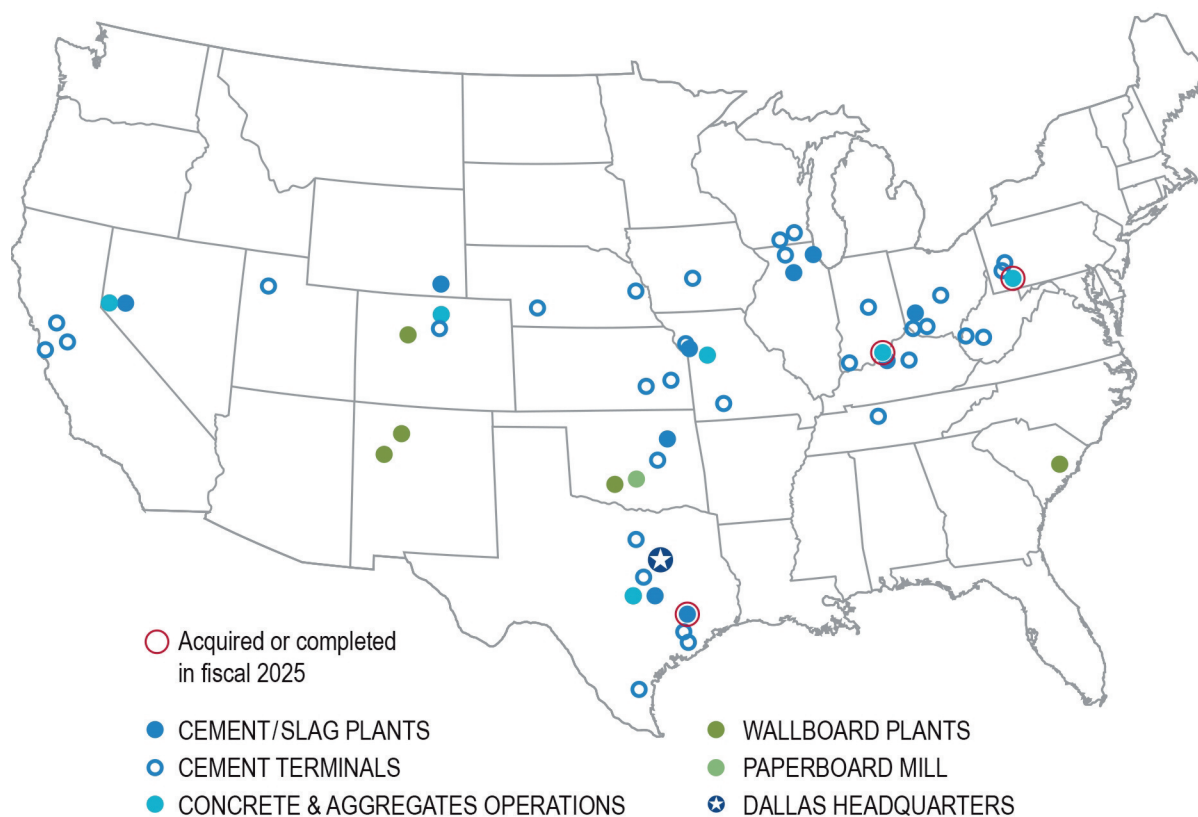 Acquired or completed
in fiscal 2025
CEMENT/SLAG PLANTS
CEMENT TERMINALS
CONCRETE & AGGREGATES OPERATIONS
WALLBOARD PLANTS
PAPERBOARD MILL
DALLAS HEADQUARTERS